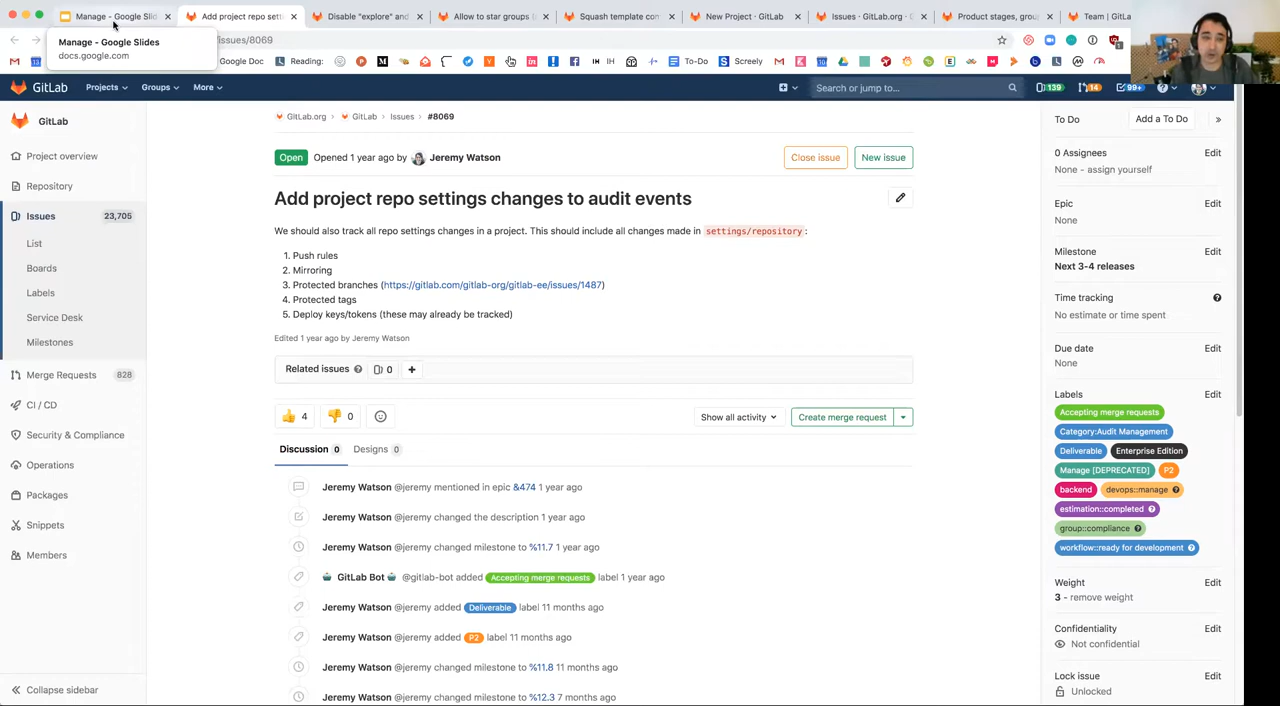 Manage - Google Slid
Add project repo setti
Disable "explore" and
Allow to star groups (
Squash template con
New Project · GitLab
Issues · GitLab.org ·
Product stages, grou
Team | GitLa
Manage - Google Slides
docs.google.com
issues/8069
Google Doc
Reading:
IH
To-Do
Screely
GitLab
Projects
Groups
More
Search or jump to...
139
14
99+
GitLab
Project overview
Repository
Issues 23,705
List
Boards
Labels
Service Desk
Milestones
Merge Requests 828
CI / CD
Security & Compliance
Operations
Packages
Snippets
Members
Collapse sidebar
GitLab.org
GitLab
Issues
#8069
Open Opened 1 year ago by Jeremy Watson
Close issue
New issue
Add project repo settings changes to audit events
We should also track all repo settings changes in a project. This should include all changes made in settings/repository :
1. Push rules
2. Mirroring
3. Protected branches (https://gitlab.com/gitlab-org/gitlab-ee/issues/1487)
4. Protected tags
5. Deploy keys/tokens (these may already be tracked)
Edited 1 year ago by Jeremy Watson
Related issues 0 +
4
0
Show all activity
Create merge request
Discussion 0
Designs 0
Jeremy Watson @jeremy mentioned in epic &474 1 year ago
Jeremy Watson @jeremy changed the description 1 year ago
Jeremy Watson @jeremy changed milestone to %11.7 1 year ago
GitLab Bot @gitlab-bot added Accepting merge requests label 1 year ago
Jeremy Watson @jeremy added Deliverable label 11 months ago
Jeremy Watson @jeremy added P2 label 11 months ago
Jeremy Watson @jeremy changed milestone to %11.8 11 months ago
Jeremy Watson @jeremy changed milestone to %12.3 7 months ago
To Do
Add a To Do
»
0 Assignees
Edit
None - assign yourself
Epic
Edit
None
Milestone
Edit
Next 3-4 releases
Time tracking
No estimate or time spent
Due date
Edit
None
Labels
Edit
Accepting merge requests
Category:Audit Management
Deliverable
Enterprise Edition
Manage [DEPRECATED]
P2
backend
devops::manage
estimation::completed
group::compliance
workflow::ready for development
Weight
Edit
3 - remove weight
Confidentiality
Edit
Not confidential
Lock issue
Edit
Unlocked